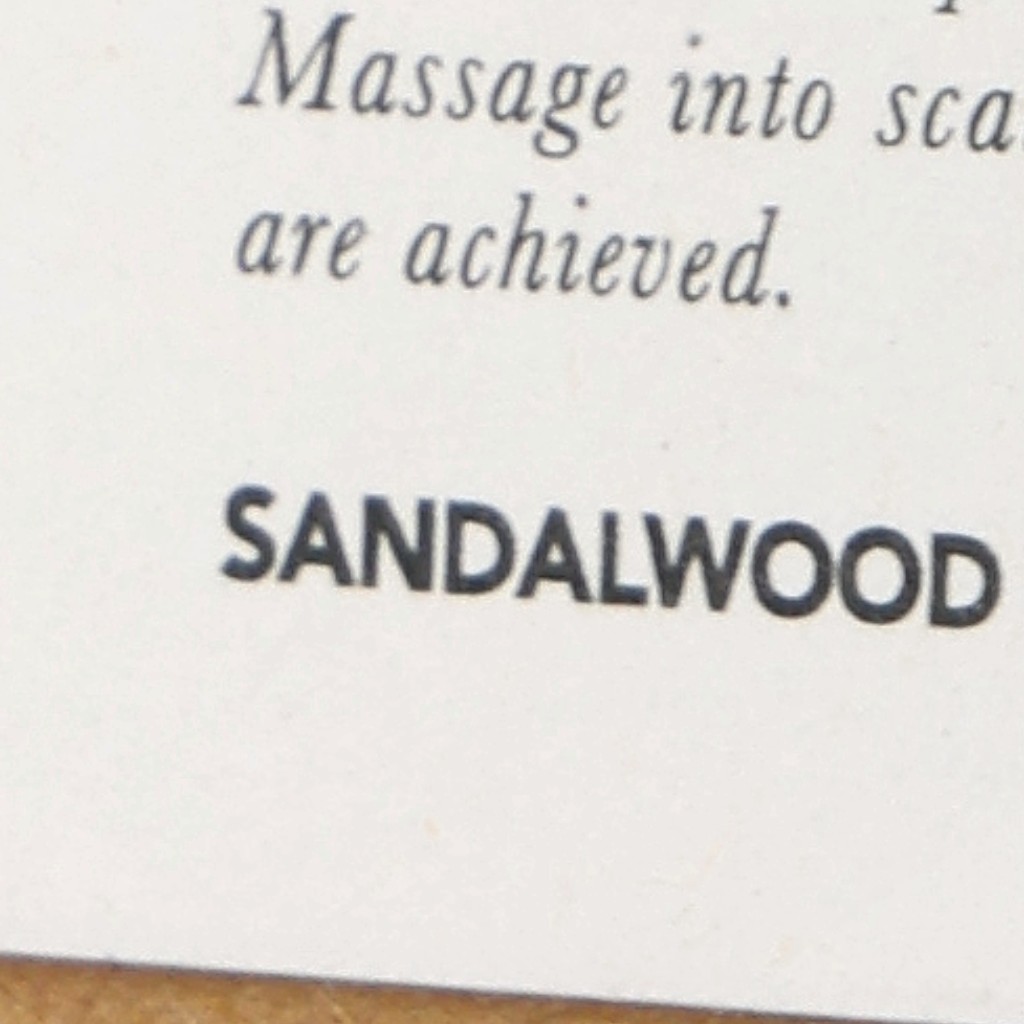 Massage into
are achieved.
SANDALWOOD